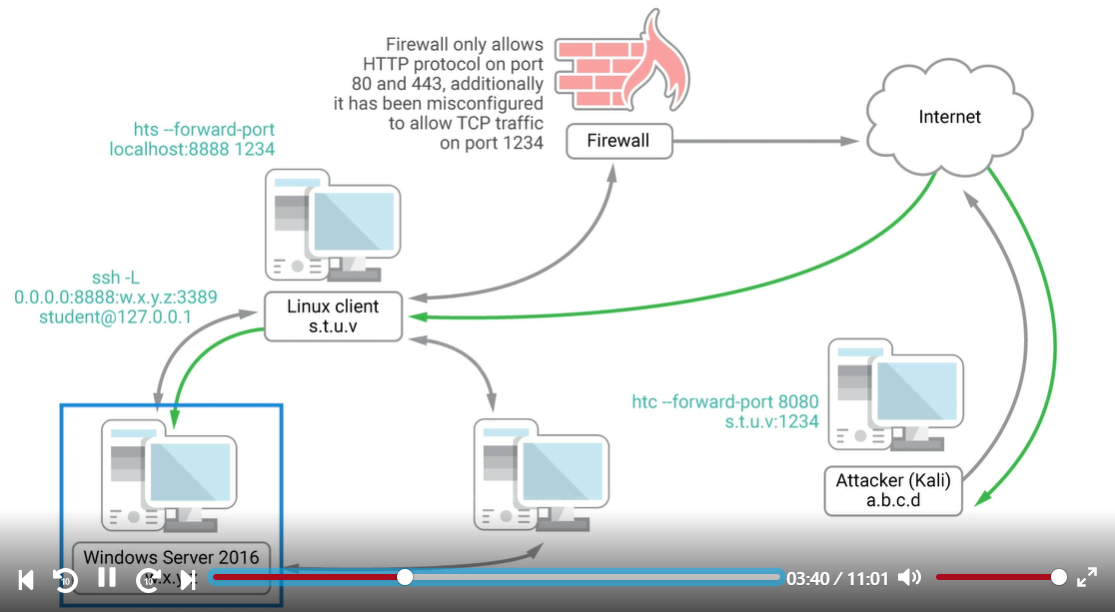 Firewall only allows
HTTP protocol on port
80 and 443, additionally
it has been misconfigured
to allow TCP traffic
on port 1234
Firewall
Internet
hts --forward-port
localhost:8888 1234
ssh -L
0.0.0.0:8888:w.x.y.z:3389
student@127.0.0.1
Linux client
s.t.u.v
htc --forward-port 8080
s.t.u.v:1234
Attacker (Kali)
a.b.c.d
Windows Server 2016
w.x.y.z
10
10
03:40 / 11:01